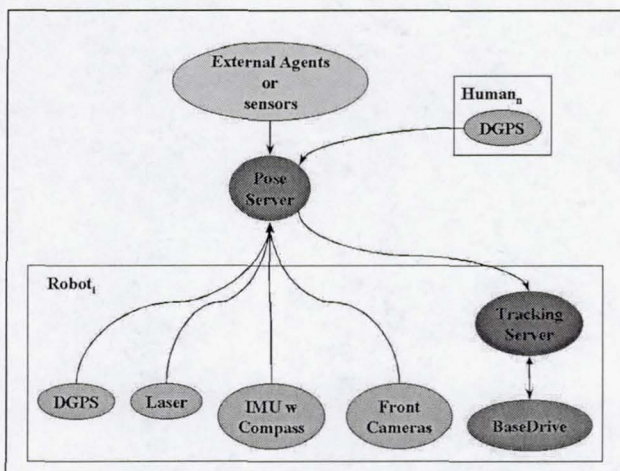 External Agents
or
sensors
Human_n
DGPS
Pose
Server
Robot_i
Tracking
Server
DGPS
Laser
IMU w
Compass
Front
Cameras
BaseDrive